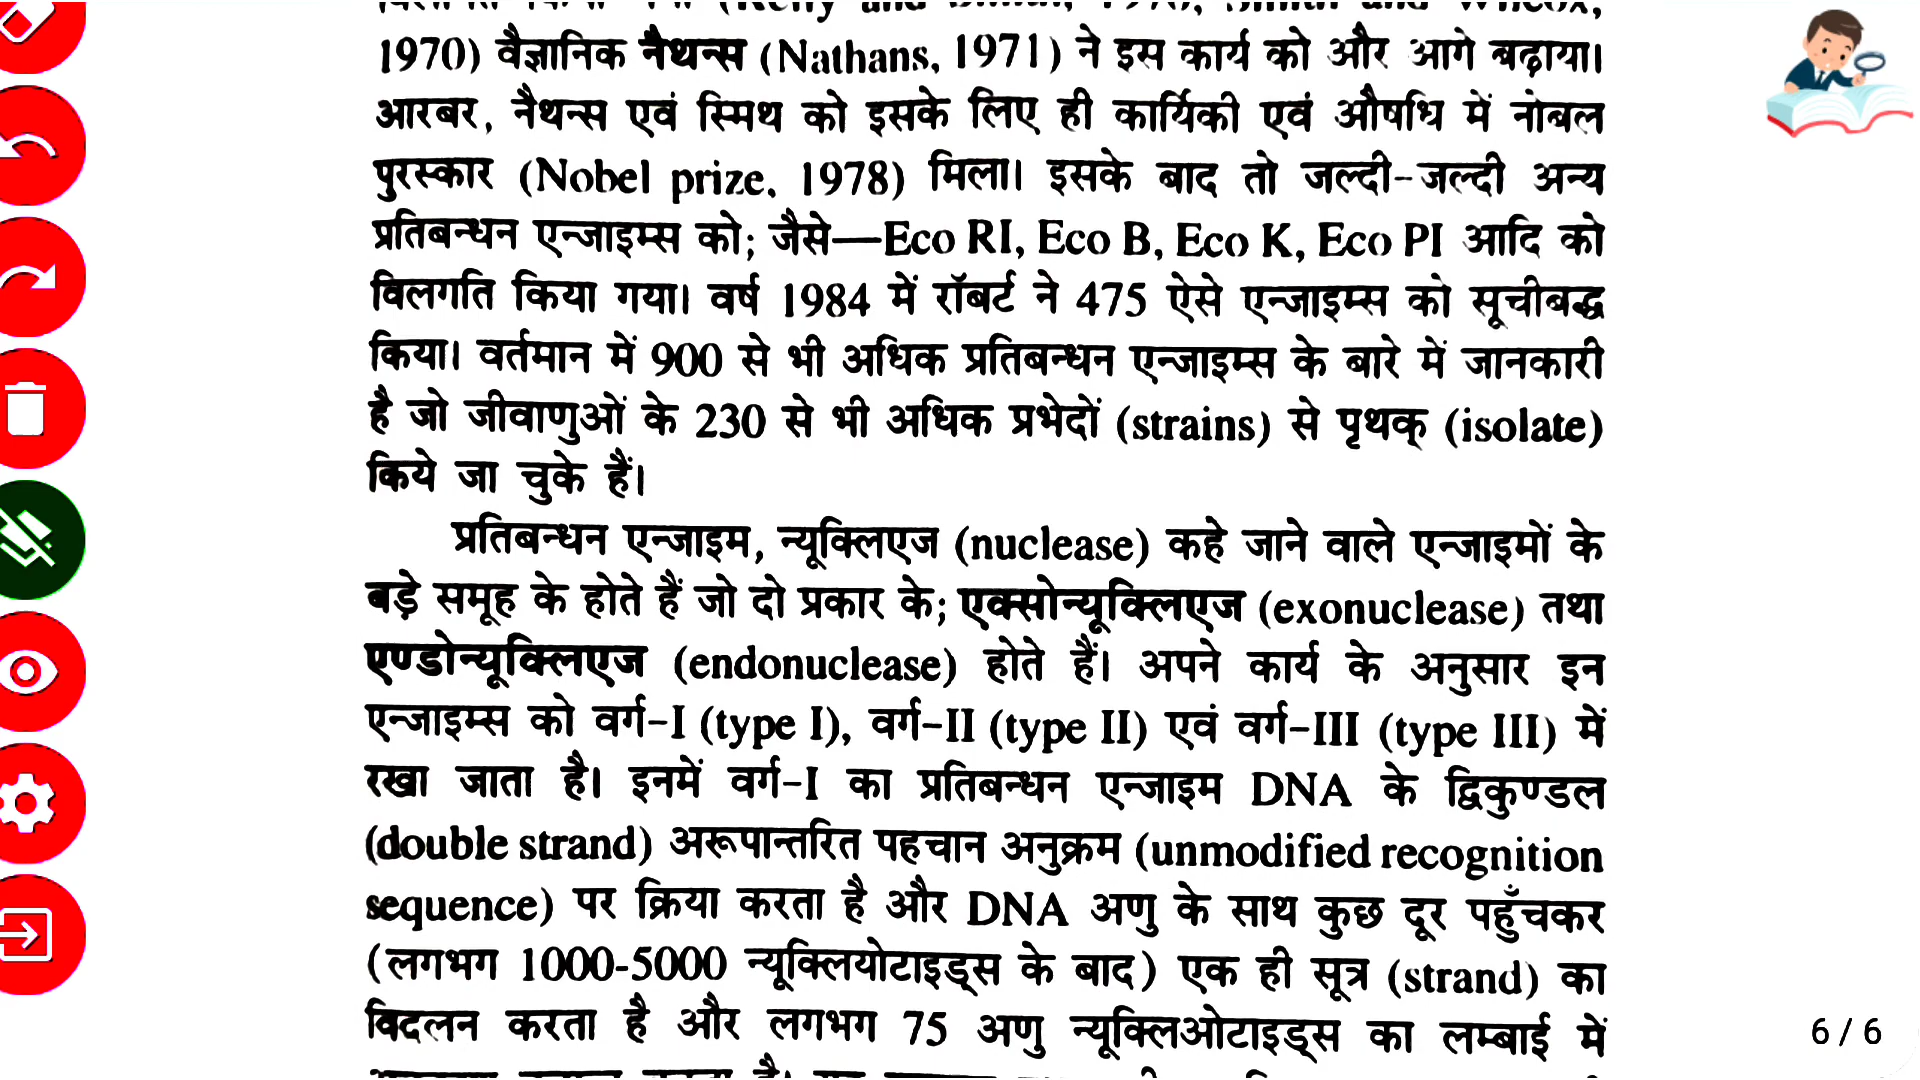 1970) वैज्ञानिक नैथन्स (Nathans, 1971) ने इस कार्य को और आगे बढ़ाया।
आरबर, नैथन्स एवं स्मिथ को इसके लिए ही कार्यिकी एवं औषधि में नोबल
पुरस्कार (Nobel prize, 1978) मिला। इसके बाद तो जल्दी-जल्दी अन्य
प्रतिबन्धन एन्जाइम्स को; जैसे—Eco RI, Eco B, Eco K, Eco PI आदि को
विलगति किया गया। वर्ष 1984 में रॉबर्ट ने 475 ऐसे एन्जाइम्स को सूचीबद्ध
किया। वर्तमान में 900 से भी अधिक प्रतिबन्धन एन्जाइम्स के बारे में जानकारी
है जो जीवाणुओं के 230 से भी अधिक प्रभेदों (strains) से पृथक् (isolate)
किये जा चुके हैं।
प्रतिबन्धन एन्जाइम, न्यूक्लिएज (nuclease) कहे जाने वाले एन्जाइमों के
बड़े समूह के होते हैं जो दो प्रकार के; एक्सोन्यूक्लिएज (exonuclease) तथा
एण्डोन्यूक्लिएज (endonuclease) होते हैं। अपने कार्य के अनुसार इन
एन्जाइम्स को वर्ग-I (type I), वर्ग-II (type II) एवं वर्ग-III (type III) में
रखा जाता है। इनमें वर्ग-I का प्रतिबन्धन एन्जाइम DNA के द्विकुण्डल
(double strand) अरूपान्तरित पहचान अनुक्रम (unmodified recognition
sequence) पर क्रिया करता है और DNA अणु के साथ कुछ दूर पहुँचकर
(लगभग 1000-5000 न्यूक्लियोटाइड्स के बाद) एक ही सूत्र (strand) का
विदलन करता है और लगभग 75 अणु न्यूक्लिओटाइड्स का लम्बाई में
6 / 6